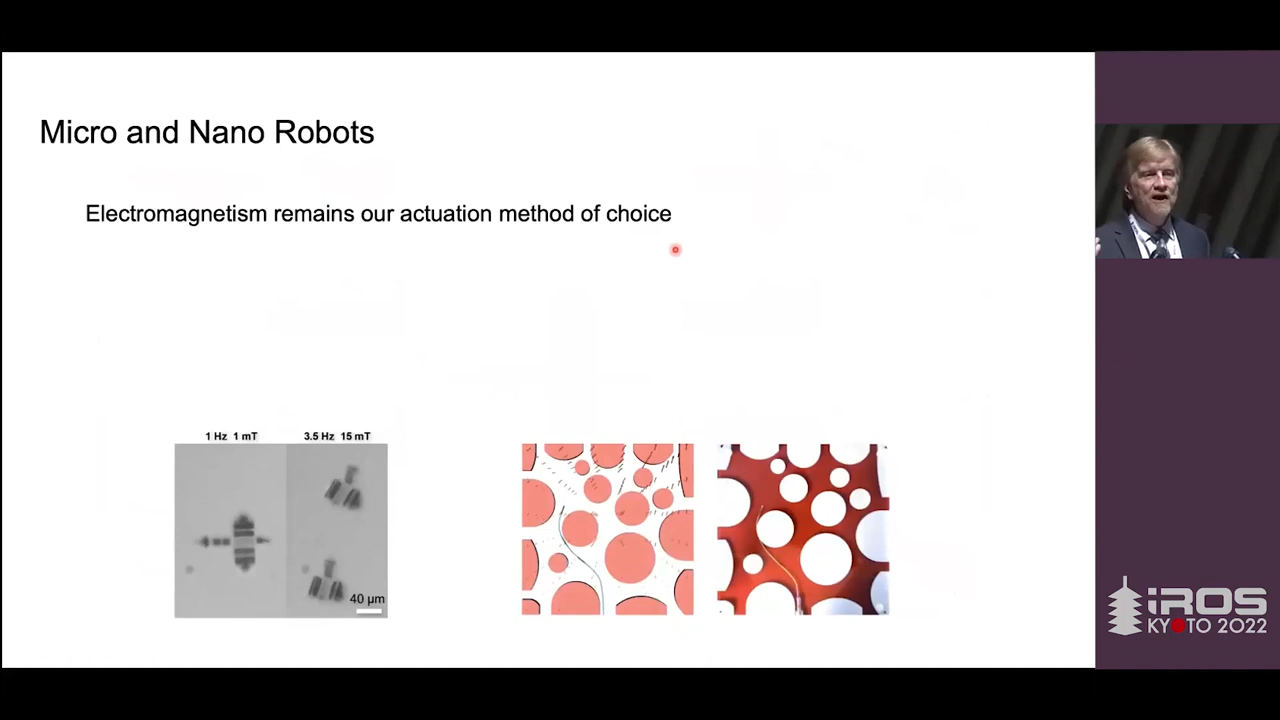 Micro and Nano Robots
Electromagnetism remains our actuation method of choice
1 Hz 1 mT
3.5 Hz 15 mT
40 µm
iROS
KYOTO 2022